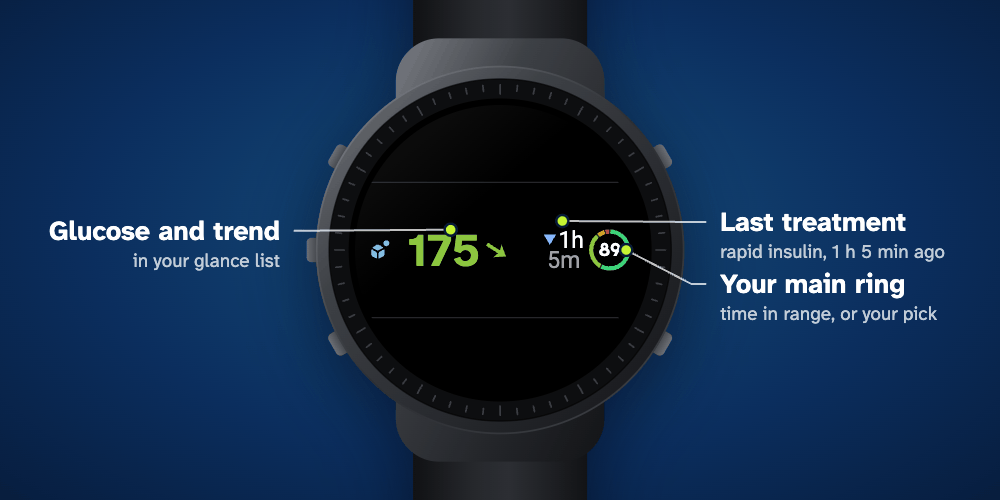 Glucose and trend
in your glance list
175
1h
5m
89
Last treatment
rapid insulin, 1 h 5 min ago
Your main ring
time in range, or your pick